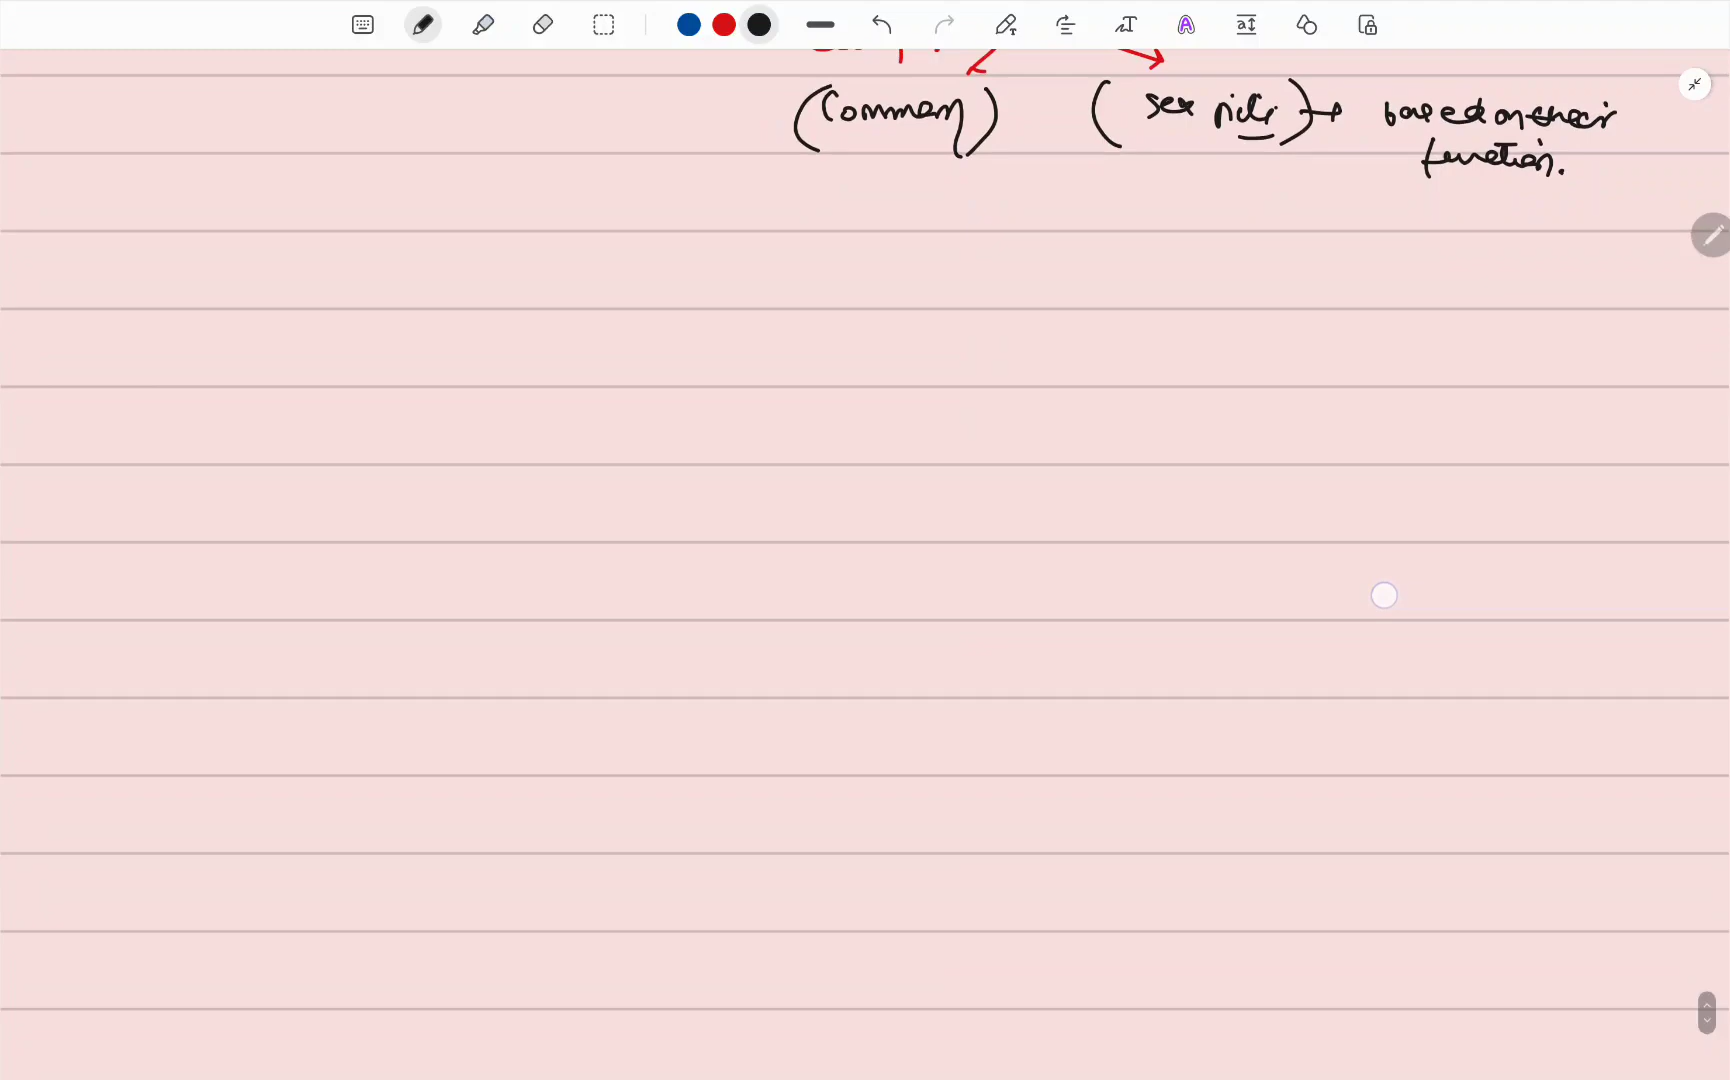 (Common) (sex pili) → based on their
function.